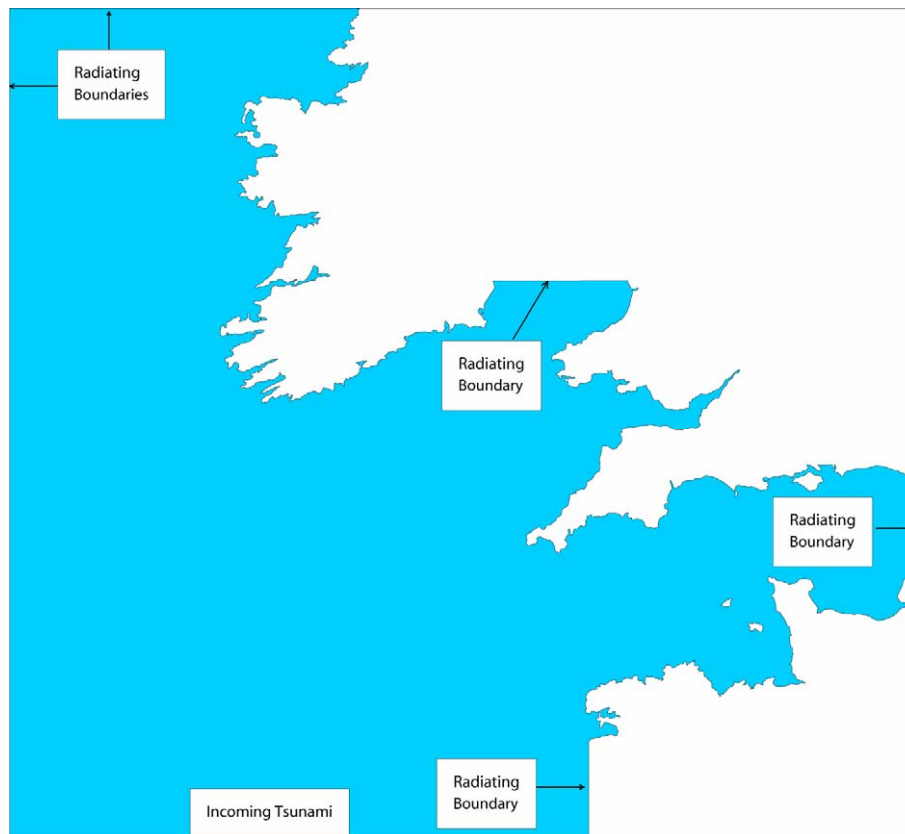 Radiating
Boundaries
Radiating
Boundary
Radiating
Boundary
Radiating
Boundary
Incoming Tsunami